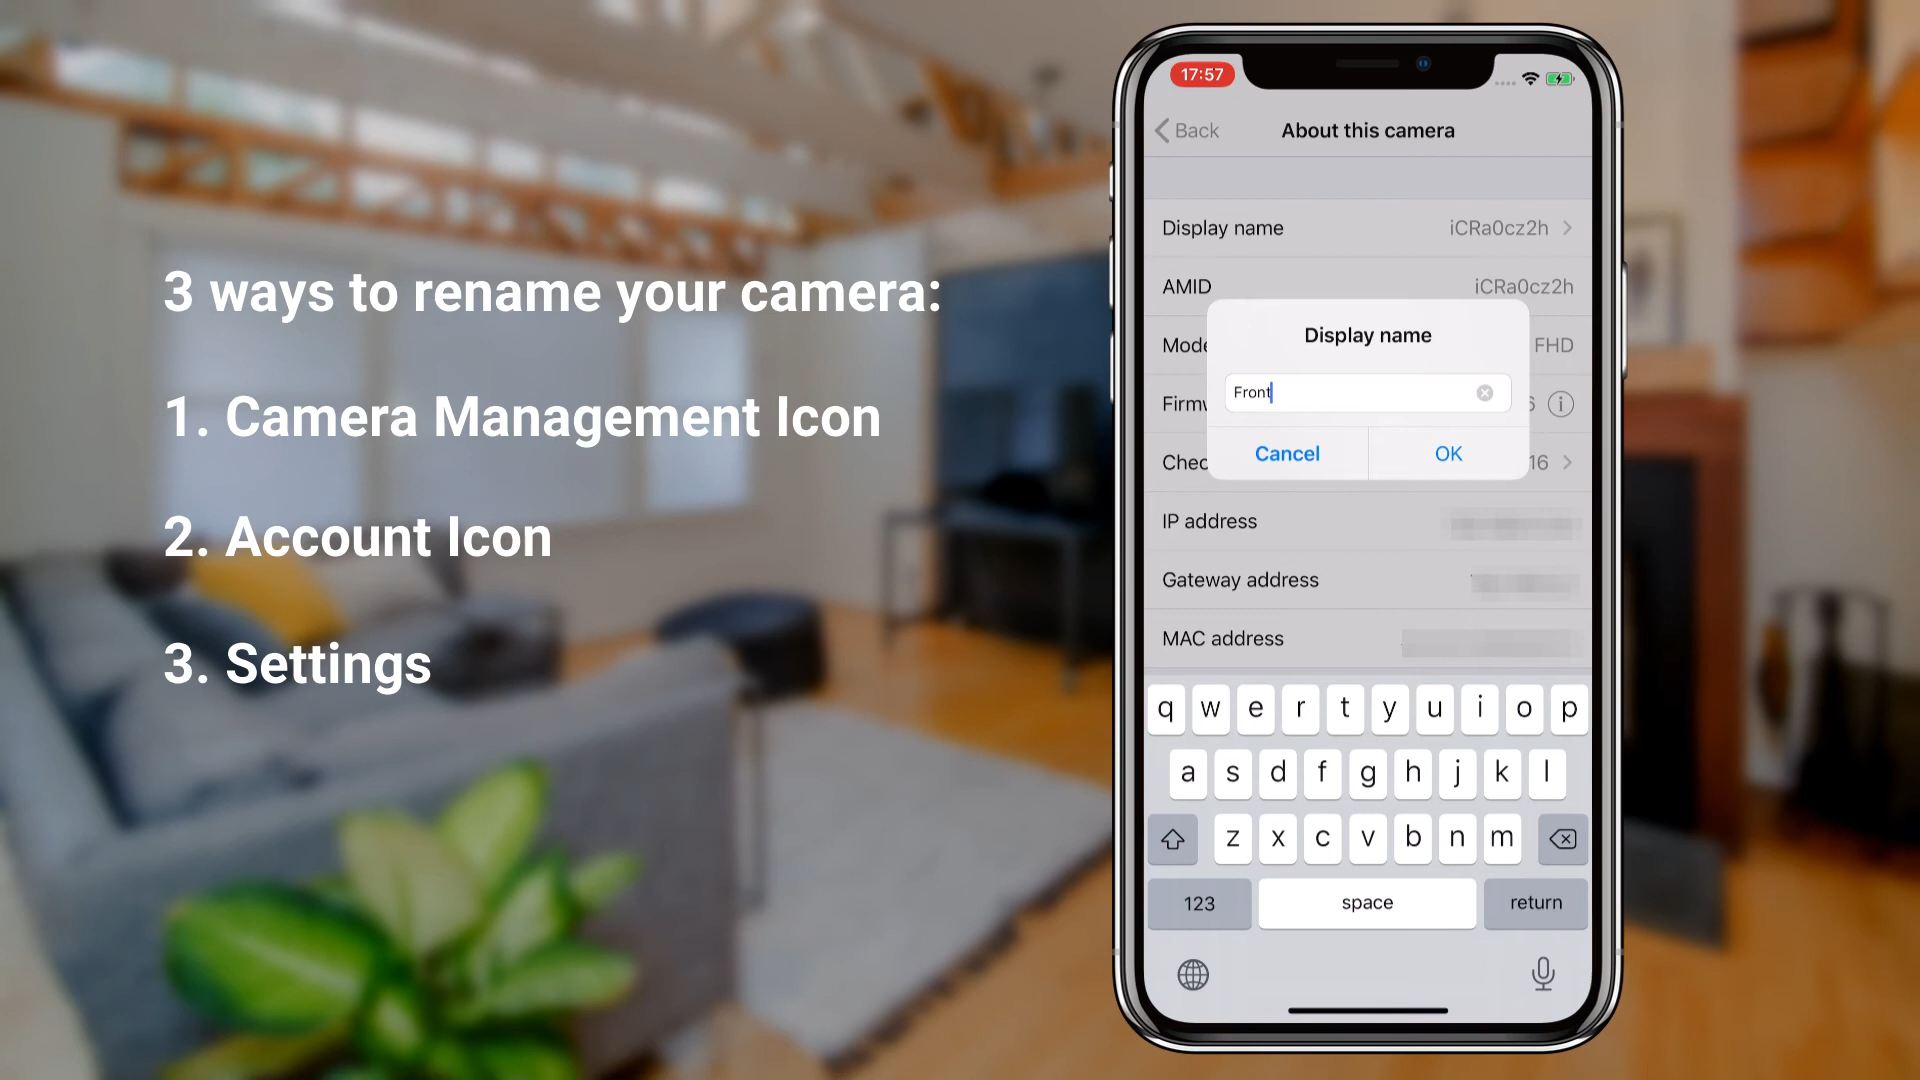 3 ways to rename your camera:
1. Camera Management Icon
2. Account Icon
3. Settings
17:57
Back
About this camera
Display name iCRa0cz2h
AMID iCRa0cz2h
FHD
Display name
Front
Cancel OK
16
IP address
Gateway address
MAC address
q w e r t y u i o p
a s d f g h j k l
z x c v b n m
123 space return